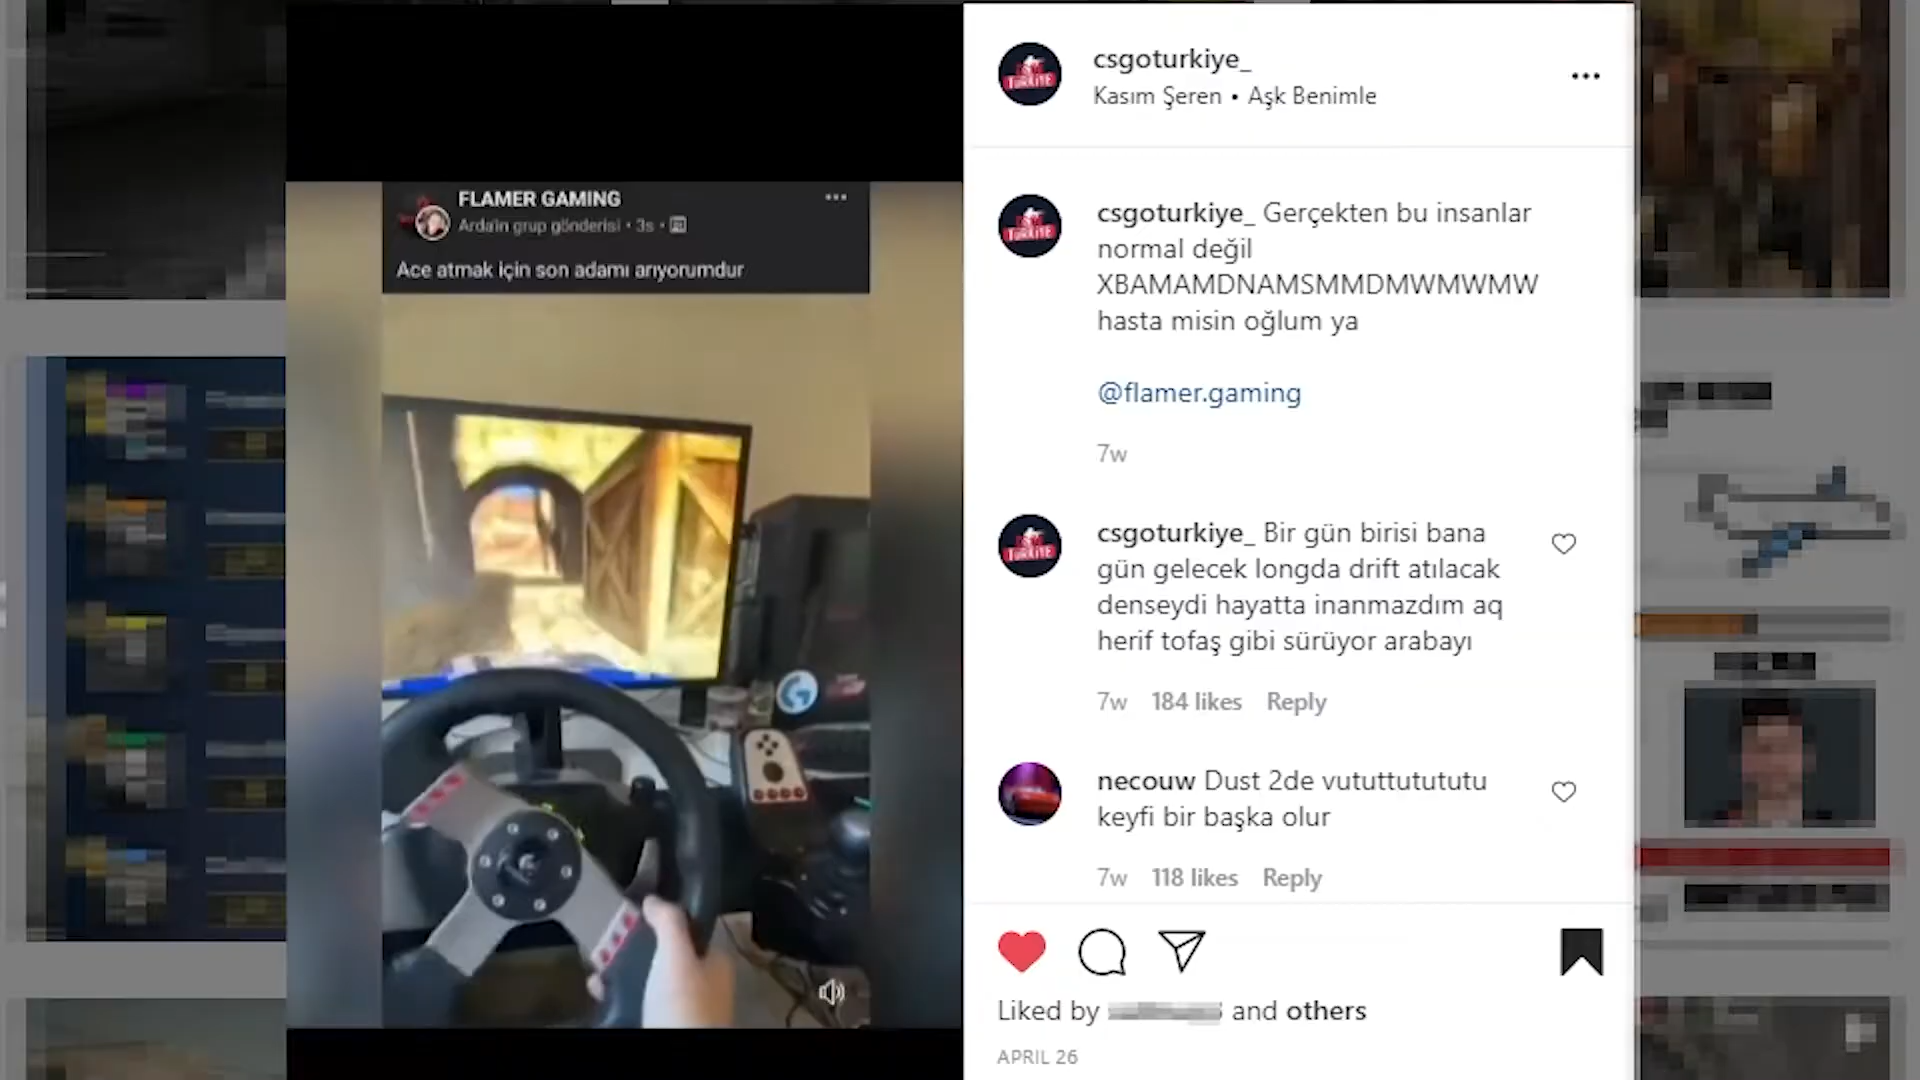 FLAMER GAMING
Arda'in grup gönderisi • 3s •
Ace atmak için son adamı arıyorumdur
csgoturkiye_
Kasım Şeren • Aşk Benimle
csgoturkiye_ Gerçekten bu insanlar
normal değil
XBAMAMDNAMSMMDMWMWMW
hasta misin oğlum ya
@flamer.gaming
7w
csgoturkiye_ Bir gün birisi bana
gün gelecek longda drift atılacak
denseydi hayatta inanmazdım aq
herif tofaş gibi sürüyor arabayı
7w 184 likes Reply
necouw Dust 2de vututtutututu
keyfi bir başka olur
7w 118 likes Reply
Liked by and others
APRIL 26